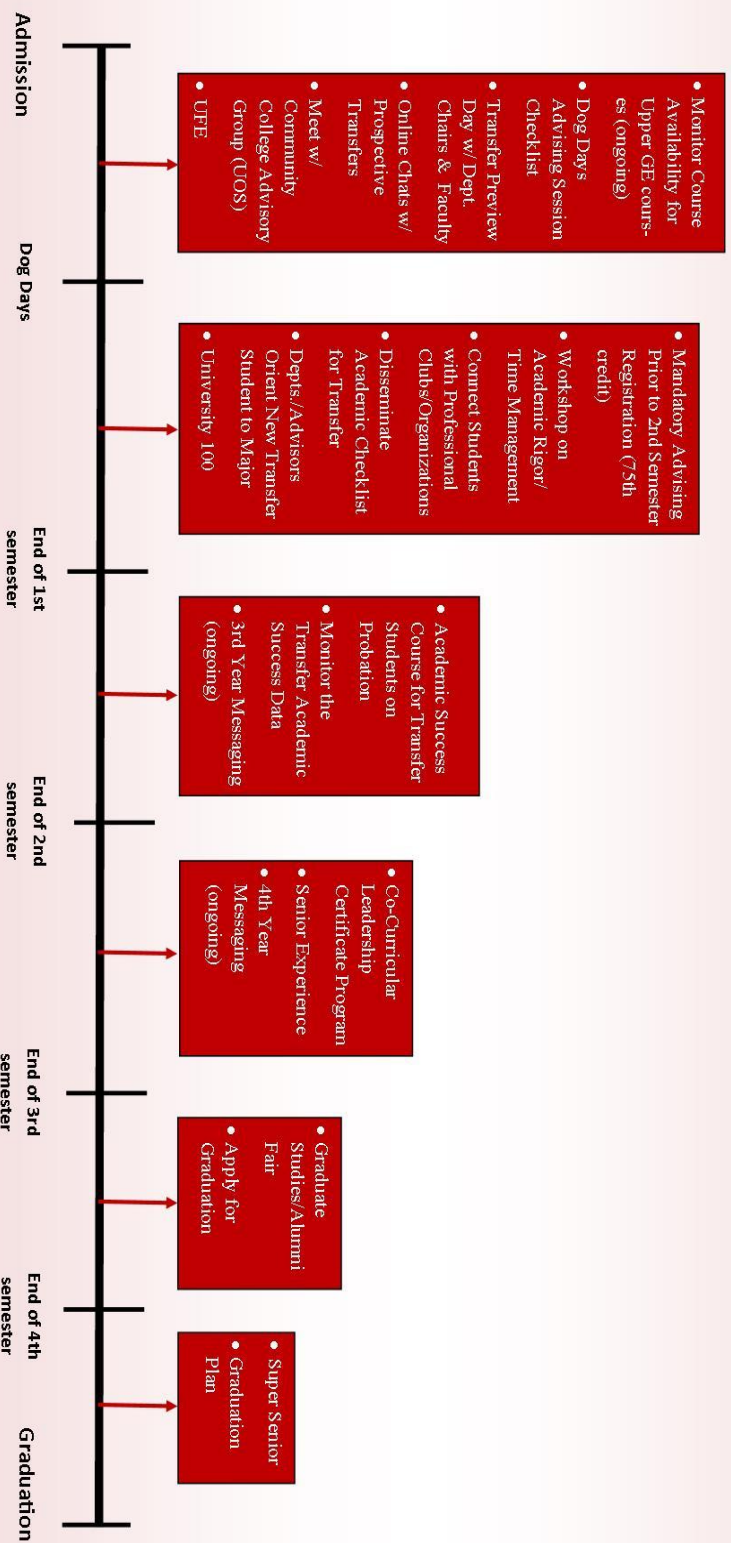 • Monitor Course
Availability for
Upper GE cours-
es (ongoing)
• Dog Days
Advising Session
Checklist
• Transfer Preview
Day w/ Dept.
Chairs & Faculty
• Online Chats w/
Prospective
Transfers
• Meet w/
Community
College Advisory
Group (UOS)
• UFE
• Mandatory Advising
Prior to 2nd Semester
Registration (75th
credit)
• Workshop on
Academic Rigor/
Time Management
• Connect Students
with Professional
Clubs/Organizations
• Disseminate
Academic Checklist
for Transfer
• Depts./Advisors
Orient New Transfer
Student to Major
• University 100
• Academic Success
Course for Transfer
Students on
Probation
• Monitor the
Transfer Academic
Success Data
• 3rd Year Messaging
(ongoing)
• Co-Curricular
Leadership
Certificate Program
• Senior Experience
• 4th Year
Messaging
(ongoing)
• Graduate
Studies/Alumni
Fair
• Apply for
Graduation
• Super Senior
• Graduation
Plan
Admission
Dog Days
End of 1st
semester
End of 2nd
semester
End of 3rd
semester
End of 4th
semester
Graduation